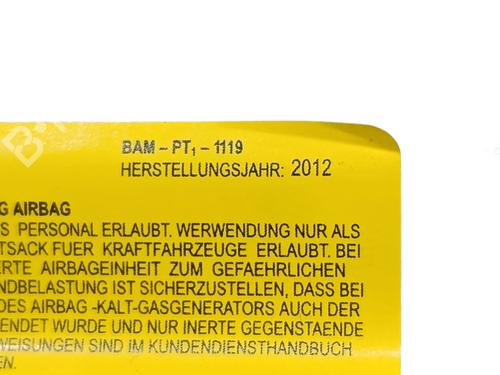 BAM – PT₁ – 1119
HERSTELLUNGSJAHR: 2012
G AIRBAG
S PERSONAL ERLAUBT. WERWENDUNG NUR ALS
TSACK FUER KRAFTFAHRZEUGE ERLAUBT. BEI
ERTE AIRBAGEINHEIT ZUM GEFAEHRLICHEN
NDBELASTUNG IST SICHERZUSTELLEN, DASS BEI
DES AIRBAG -KALT-GASGENERATORS AUCH DER
ENDET WURDE UND NUR INERTE GEGENSTAENDE
WEISUNGEN SIND IM KUNDENDIENSTHANDBUCH
EN.